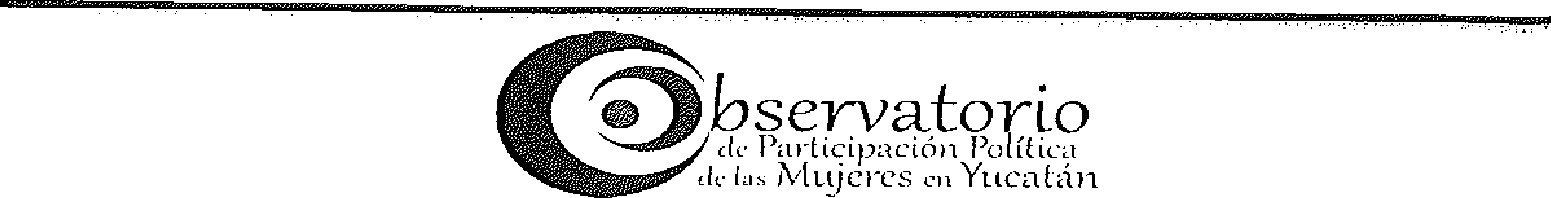 Observatorio
de Participación Política
de las Mujeres en Yucatán